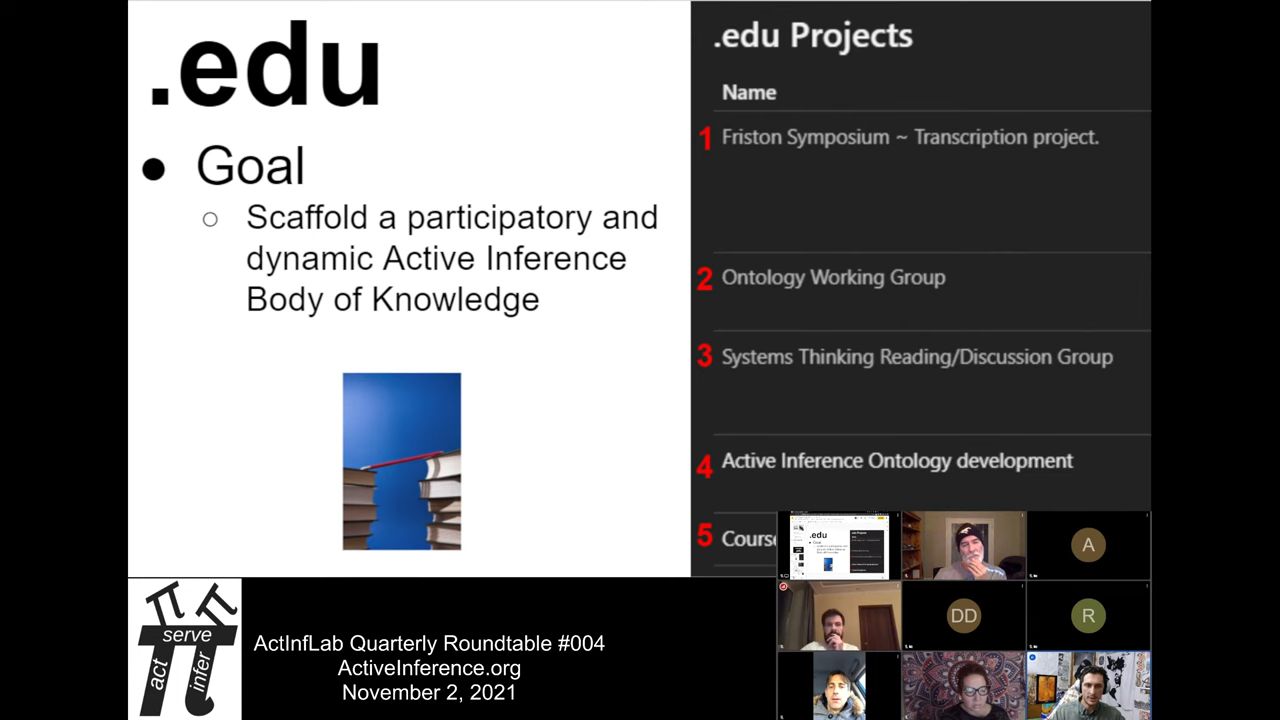 .edu
● Goal
○ Scaffold a participatory and
dynamic Active Inference
Body of Knowledge
.edu Projects
Name
1 Friston Symposium ~ Transcription project.
2 Ontology Working Group
3 Systems Thinking Reading/Discussion Group
4 Active Inference Ontology development
5
serve
act
infer
ActInfLab Quarterly Roundtable #004
ActiveInference.org
November 2, 2021
.edu
A
DD
R